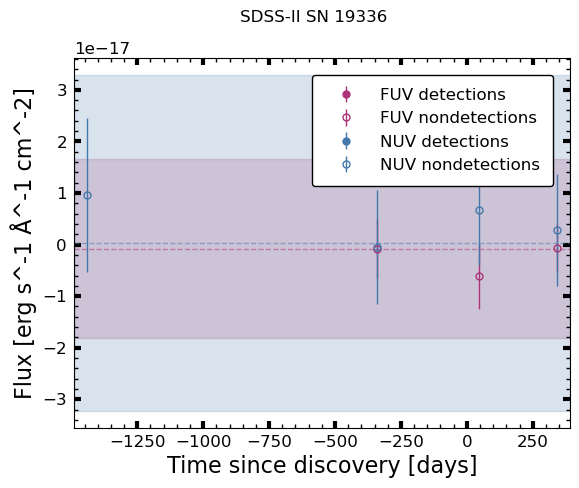 SDSS-II SN 19336
1e−17
FUV detections
FUV nondetections
NUV detections
NUV nondetections
3
2
1
0
−1
−2
−3
Flux [erg s^-1 Å^-1 cm^-2]
−1250 −1000 −750 −500 −250 0 250
Time since discovery [days]